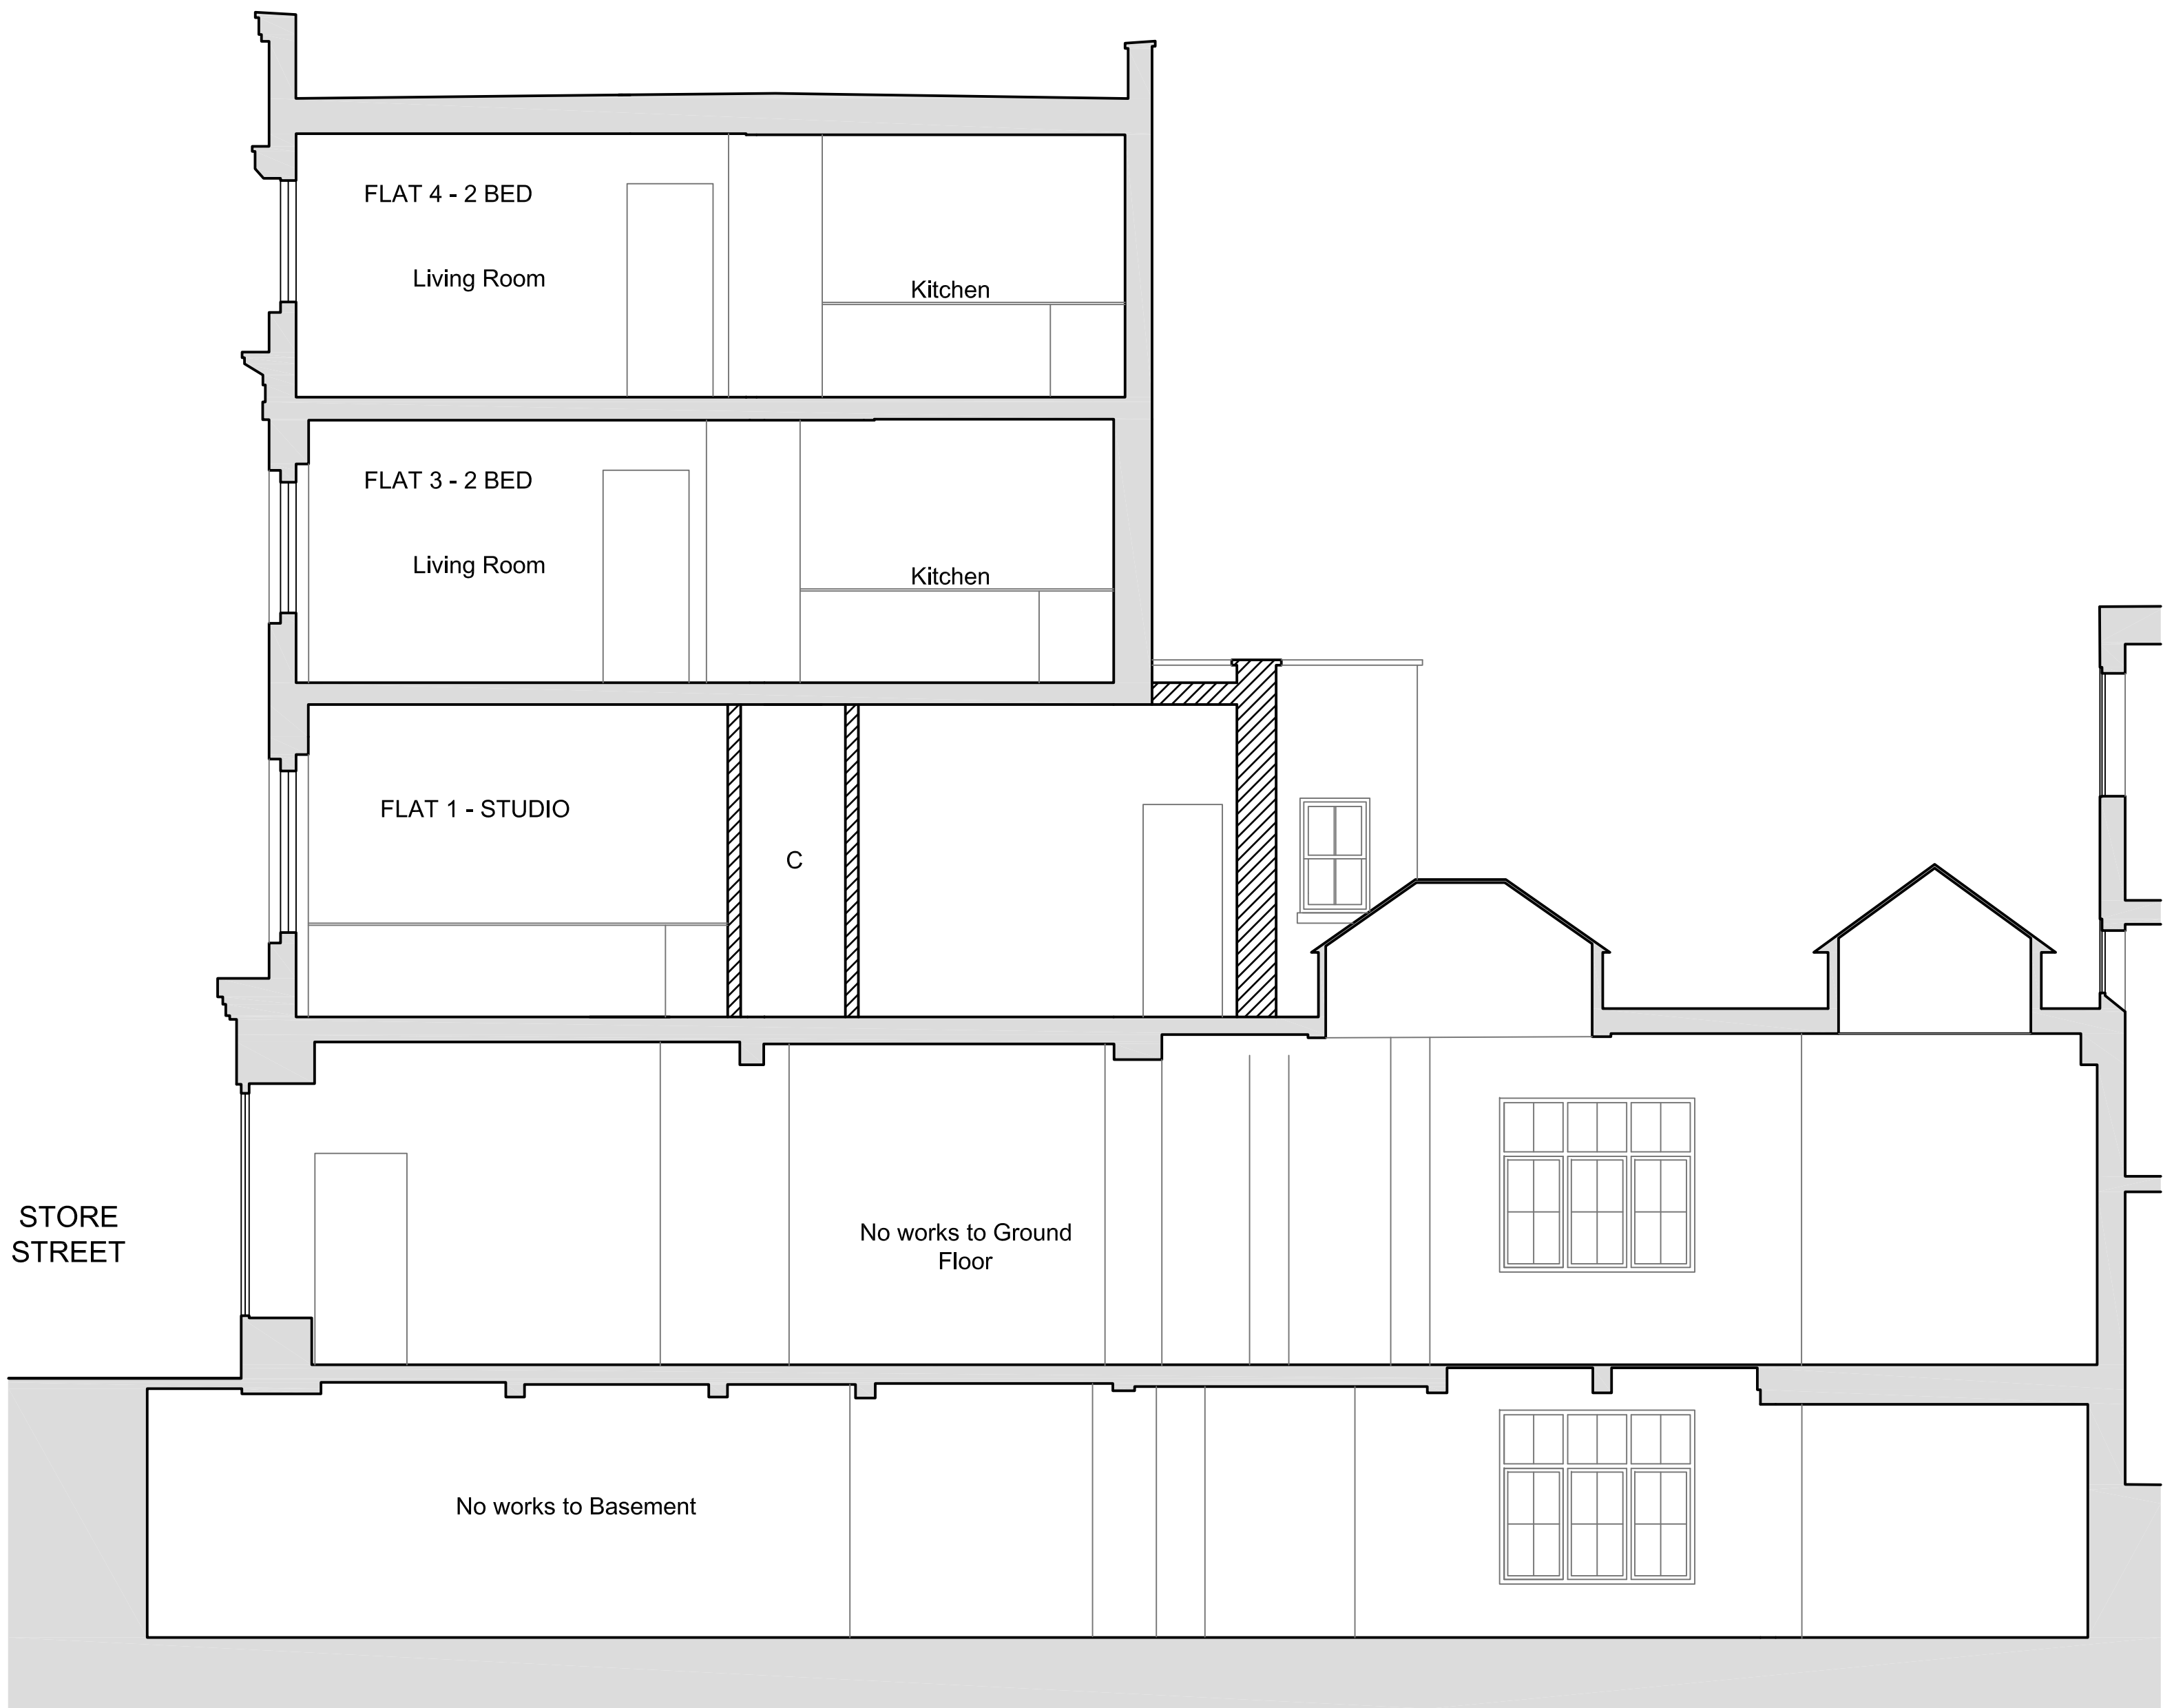 FLAT 4 - 2 BED
Living Room
Kitchen
FLAT 3 - 2 BED
Living Room
Kitchen
FLAT 1 - STUDIO
C
STORE
STREET
No works to Ground
Floor
No works to Basement